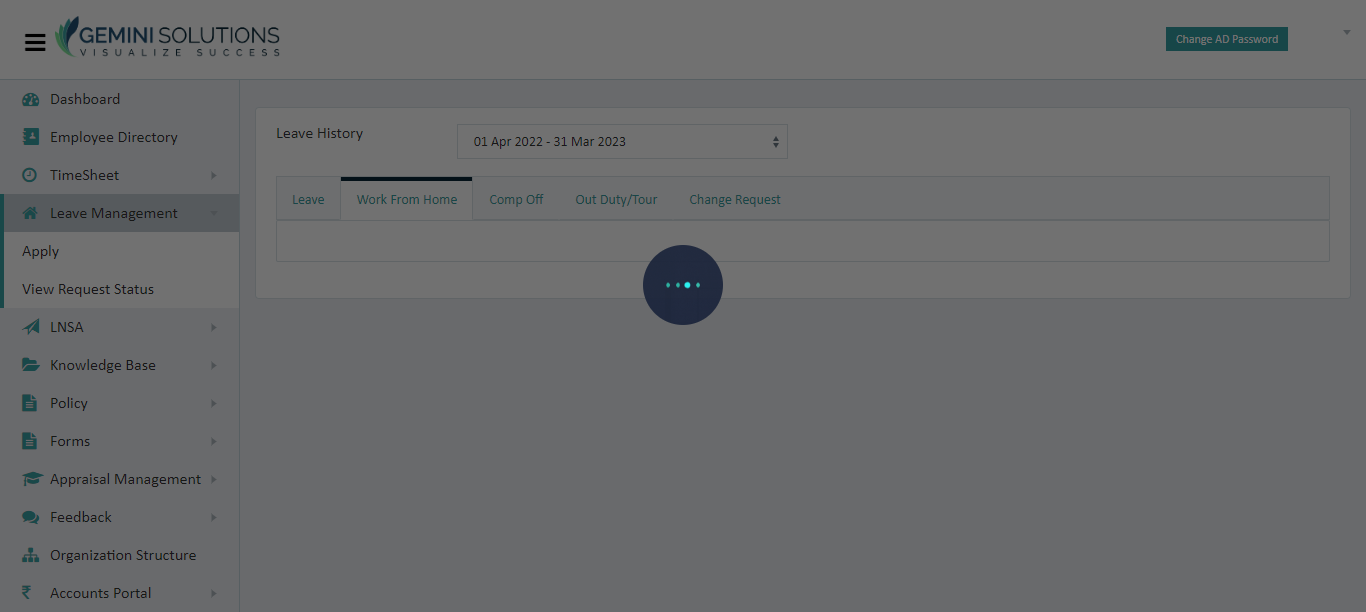 GEMINI SOLUTIONS
VISUALIZE SUCCESS
Change AD Password
Dashboard
Employee Directory
TimeSheet
Leave Management
Apply
View Request Status
LNSA
Knowledge Base
Policy
Forms
Appraisal Management
Feedback
Organization Structure
Accounts Portal
Leave History
01 Apr 2022 - 31 Mar 2023
Leave
Work From Home
Comp Off
Out Duty/Tour
Change Request